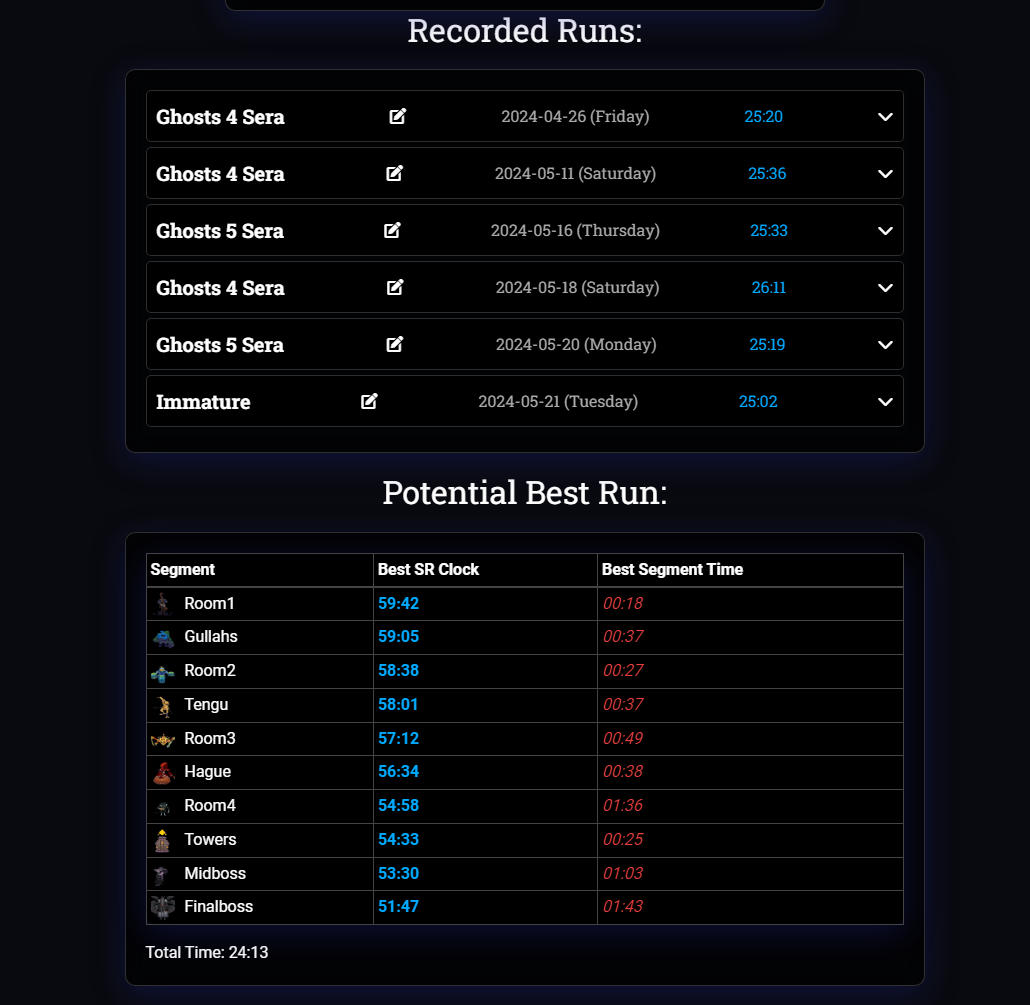 Recorded Runs:
Ghosts 4 Sera 2024-04-26 (Friday) 25:20
Ghosts 4 Sera 2024-05-11 (Saturday) 25:36
Ghosts 5 Sera 2024-05-16 (Thursday) 25:33
Ghosts 4 Sera 2024-05-18 (Saturday) 26:11
Ghosts 5 Sera 2024-05-20 (Monday) 25:19
Immature 2024-05-21 (Tuesday) 25:02
Potential Best Run:
Segment Best SR Clock Best Segment Time
Room1 59:42 00:18
Gullahs 59:05 00:37
Room2 58:38 00:27
Tengu 58:01 00:37
Room3 57:12 00:49
Hague 56:34 00:38
Room4 54:58 01:36
Towers 54:33 00:25
Midboss 53:30 01:03
Finalboss 51:47 01:43
Total Time: 24:13